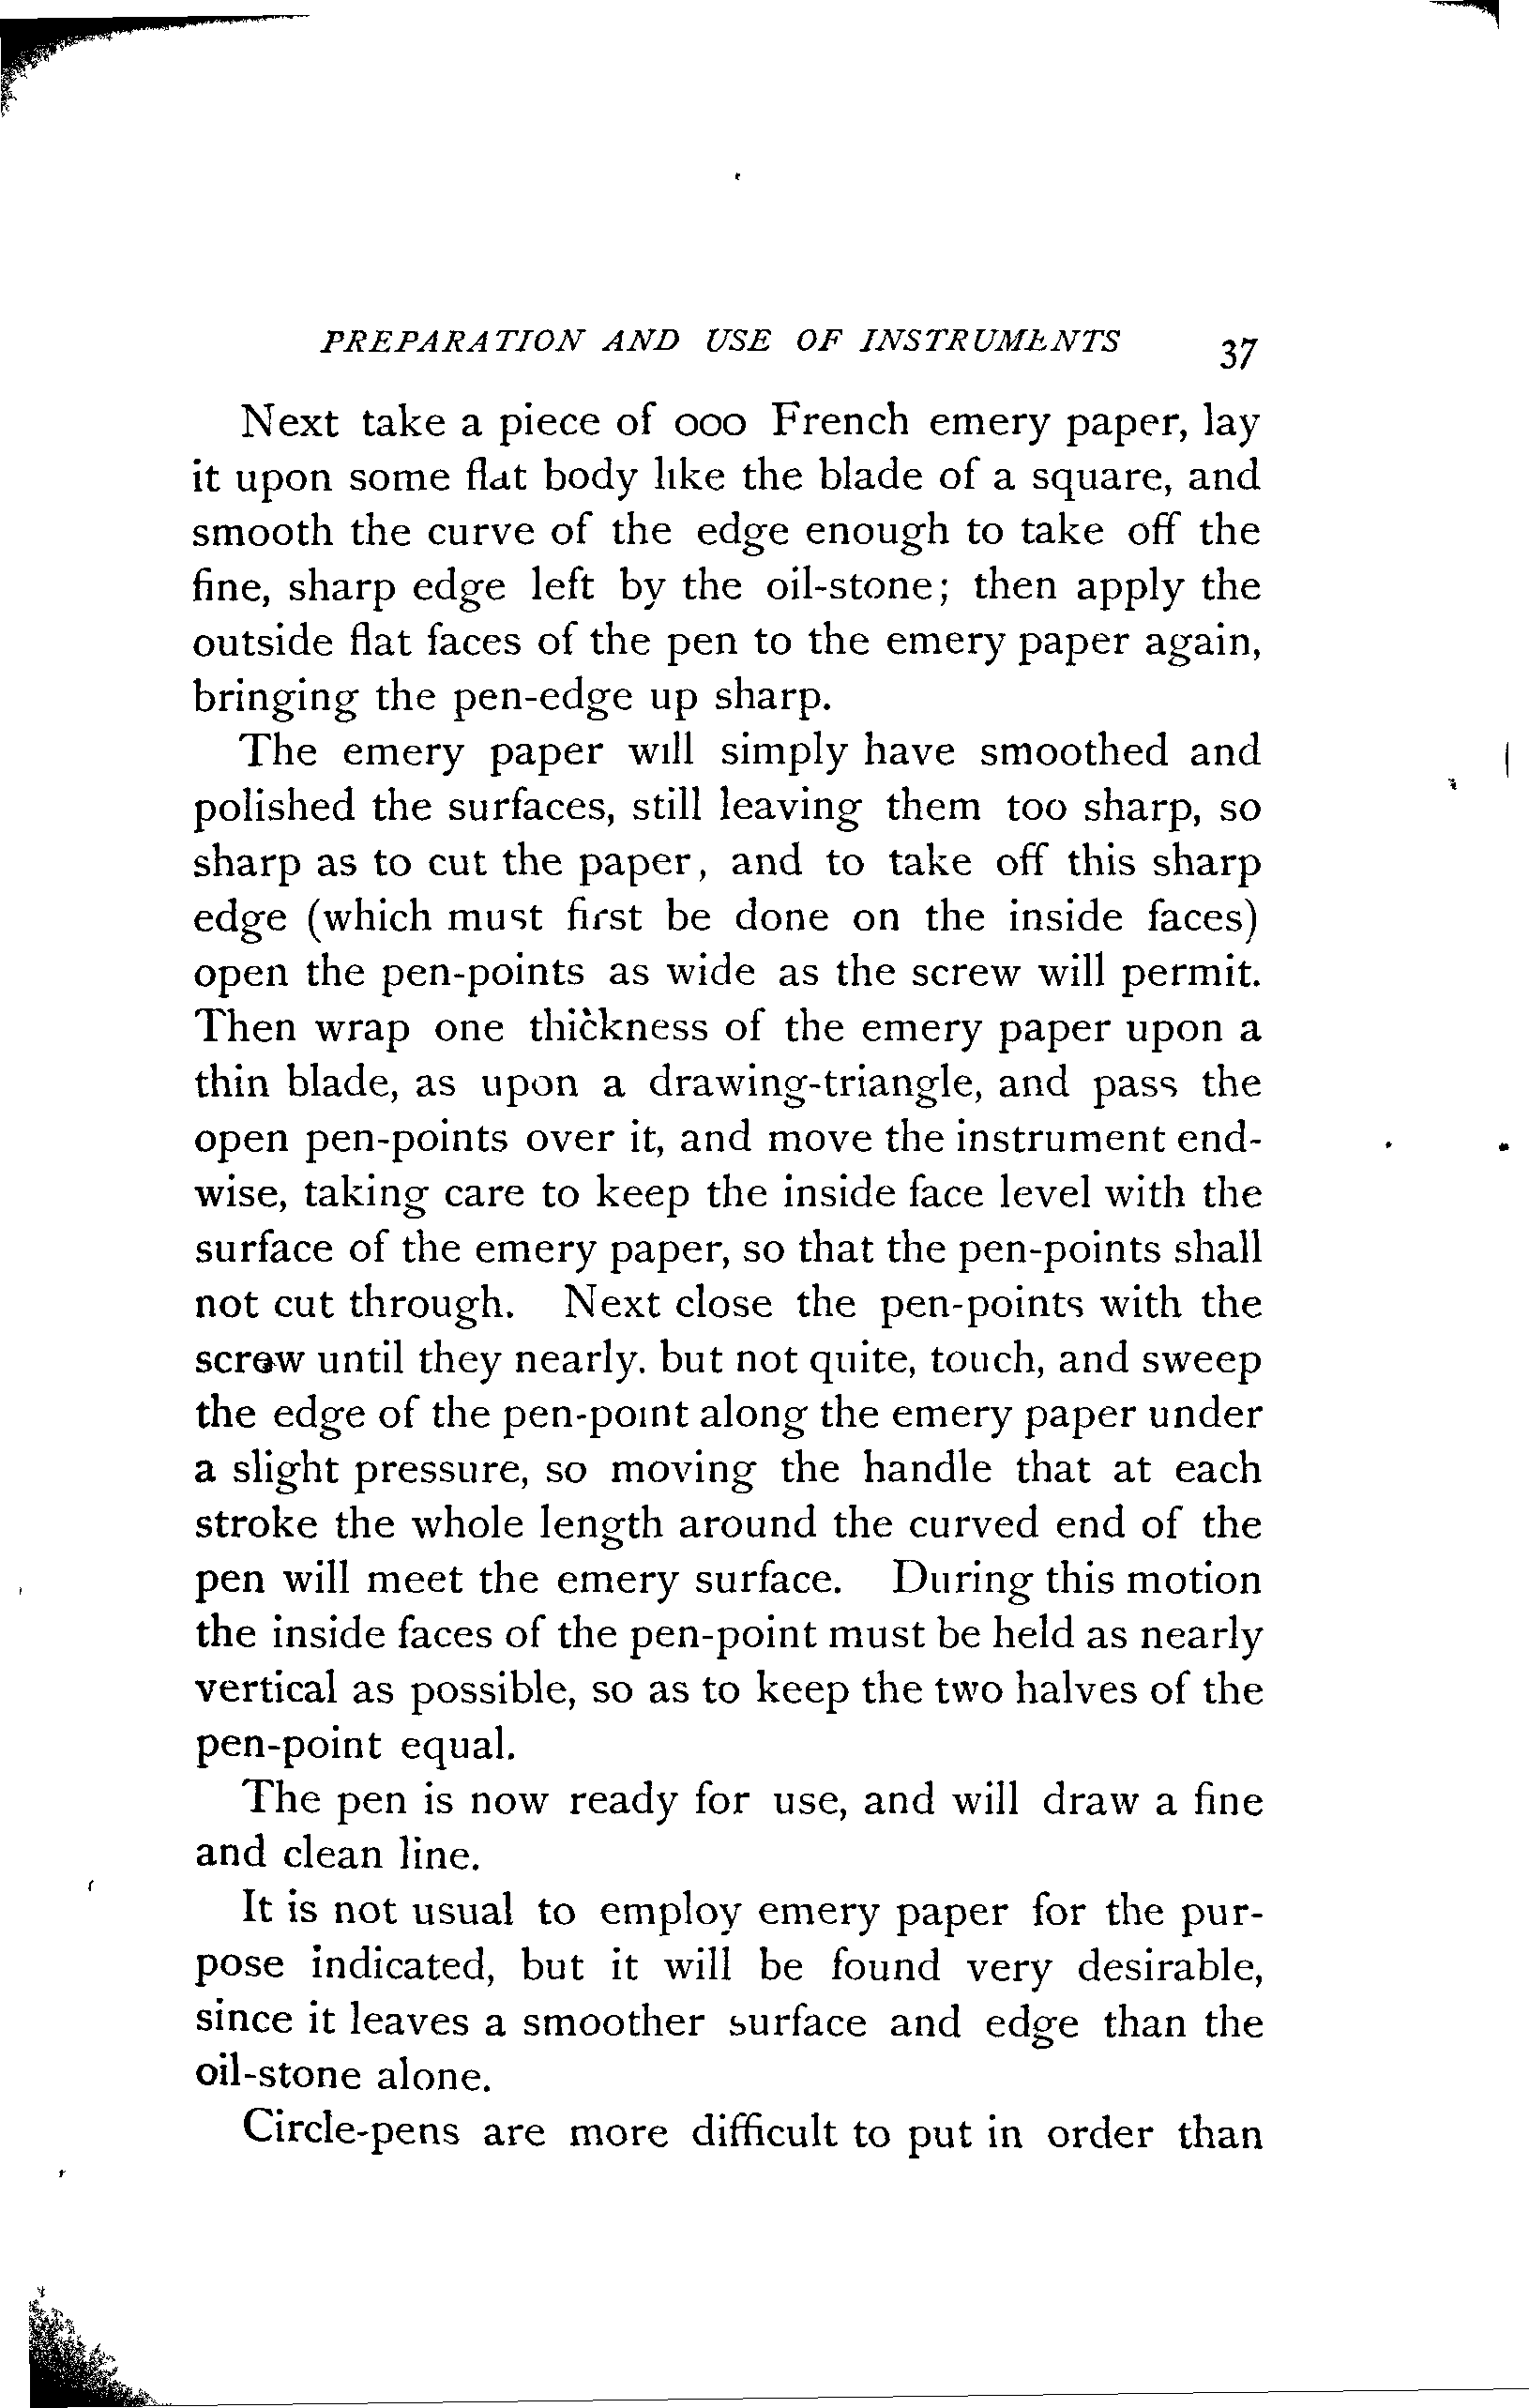 PREPARATION AND USE OF INSTRUMENTS 37
Next take a piece of 000 French emery paper, lay
it upon some flat body like the blade of a square, and
smooth the curve of the edge enough to take off the
fine, sharp edge left by the oil-stone; then apply the
outside flat faces of the pen to the emery paper again,
bringing the pen-edge up sharp.
The emery paper will simply have smoothed and
polished the surfaces, still leaving them too sharp, so
sharp as to cut the paper, and to take off this sharp
edge (which must first be done on the inside faces)
open the pen-points as wide as the screw will permit.
Then wrap one thickness of the emery paper upon a
thin blade, as upon a drawing-triangle, and pass the
open pen-points over it, and move the instrument end-
wise, taking care to keep the inside face level with the
surface of the emery paper, so that the pen-points shall
not cut through. Next close the pen-points with the
screw until they nearly. but not quite, touch, and sweep
the edge of the pen-point along the emery paper under
a slight pressure, so moving the handle that at each
stroke the whole length around the curved end of the
pen will meet the emery surface. During this motion
the inside faces of the pen-point must be held as nearly
vertical as possible, so as to keep the two halves of the
pen-point equal.
The pen is now ready for use, and will draw a fine
and clean line.
It is not usual to employ emery paper for the pur-
pose indicated, but it will be found very desirable,
since it leaves a smoother surface and edge than the
oil-stone alone.
Circle-pens are more difficult to put in order than